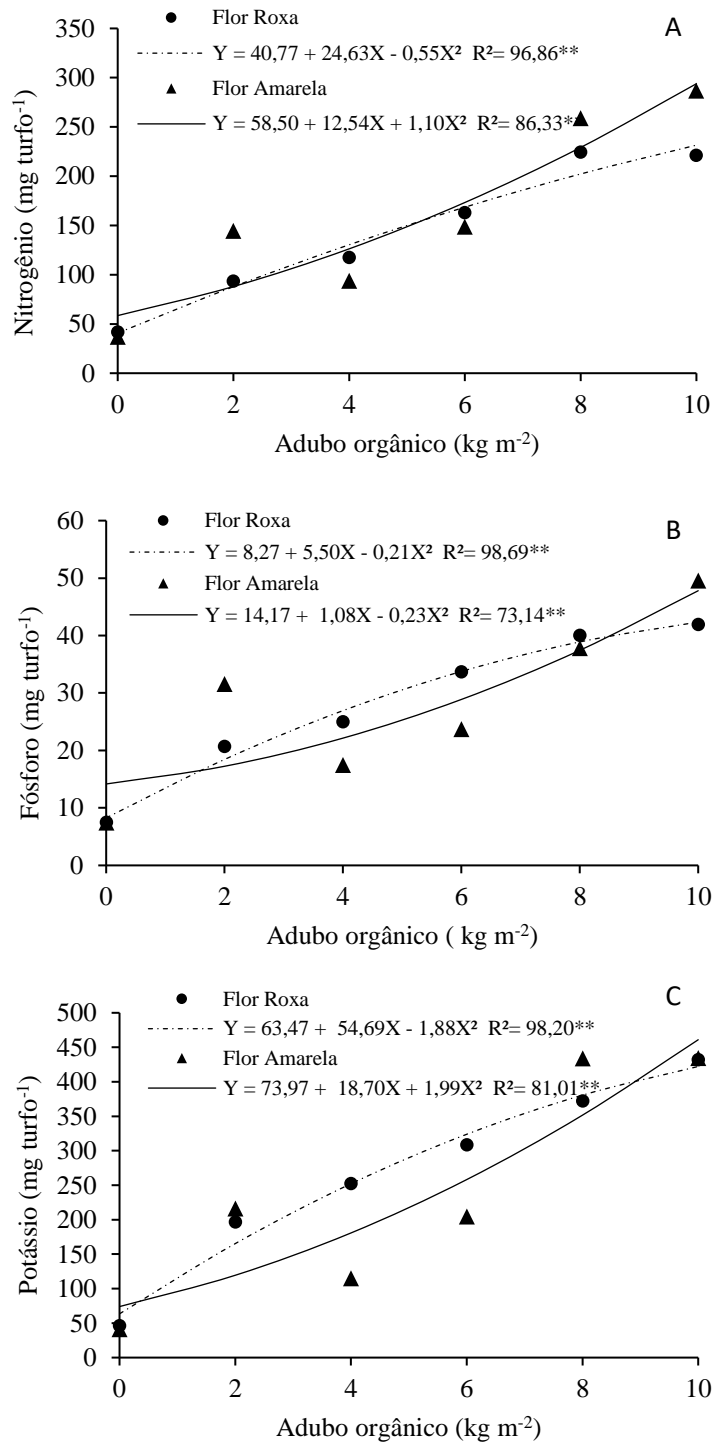 A
Flor Roxa
Y = 40,77 + 24,63X - 0,55X² R²= 96,86**
Flor Amarela
Y = 58,50 + 12,54X + 1,10X² R²= 86,33*
350
300
250
200
150
100
50
0
0 2 4 6 8 10
Nitrogênio (mg turfo⁻¹)
Adubo orgânico (kg m⁻²)
B
Flor Roxa
Y = 8,27 + 5,50X - 0,21X² R²= 98,69**
Flor Amarela
Y = 14,17 + 1,08X - 0,23X² R²= 73,14**
60
50
40
30
20
10
0
0 2 4 6 8 10
Fósforo (mg turfo⁻¹)
Adubo orgânico ( kg m⁻²)
C
Flor Roxa
Y = 63,47 + 54,69X - 1,88X² R²= 98,20**
Flor Amarela
Y = 73,97 + 18,70X + 1,99X² R²= 81,01**
500
450
400
350
300
250
200
150
100
50
0
0 2 4 6 8 10
Potássio (mg turfo⁻¹)
Adubo orgânico (kg m⁻²)